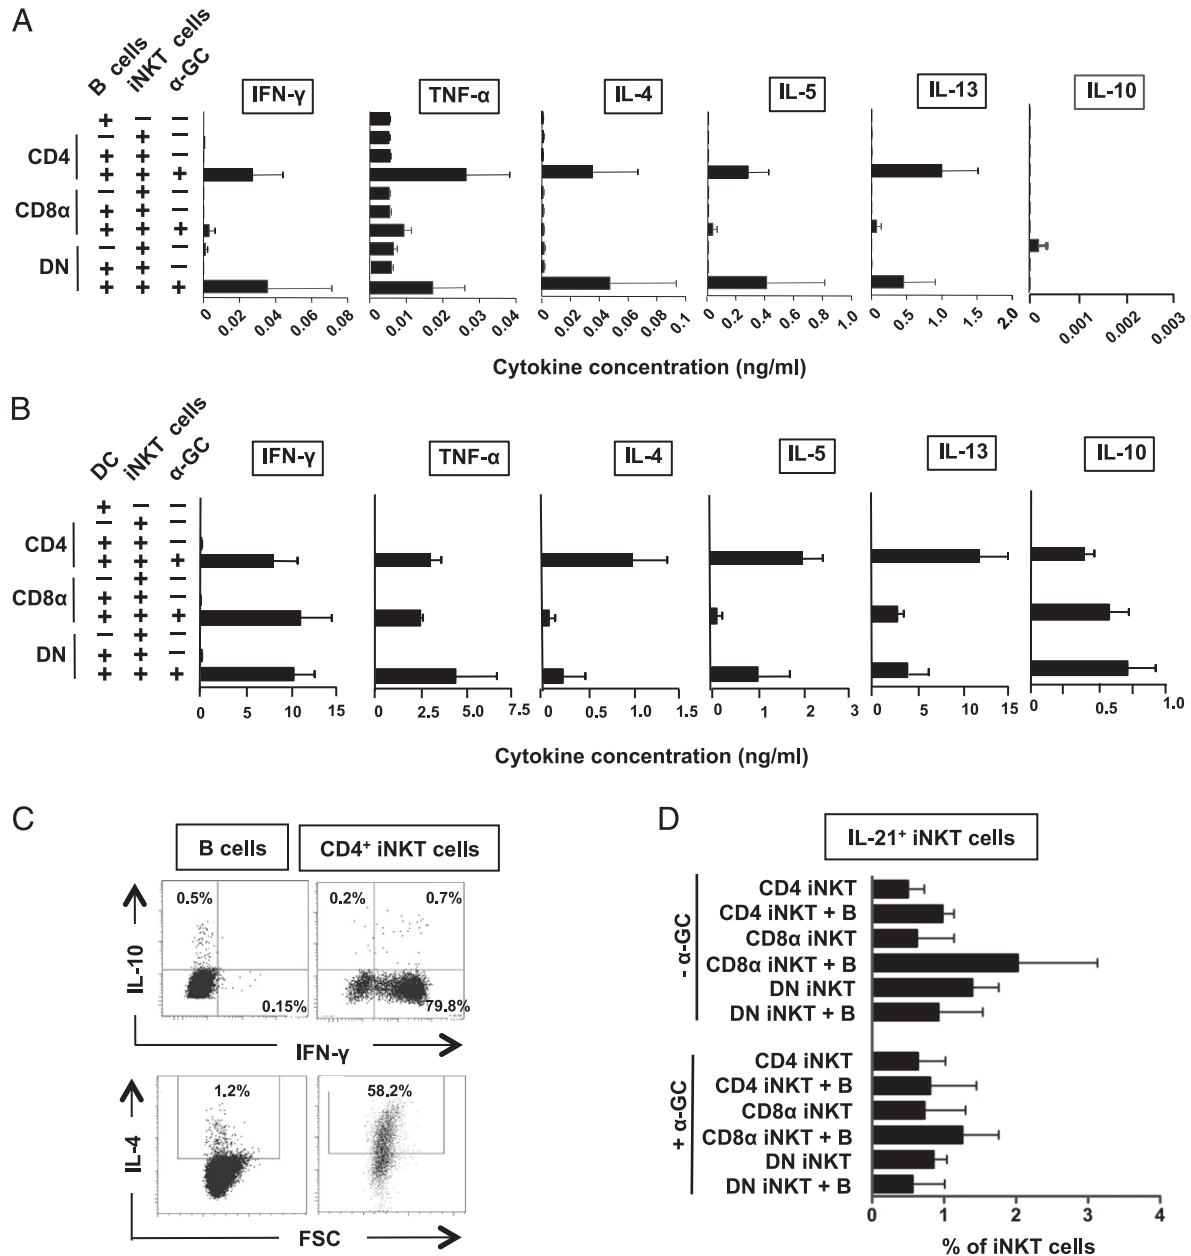 A
B cells
iNKT cells
α-GC
IFN-γ
TNF-α
IL-4
IL-5
IL-13
IL-10
+ − −
− + −
CD4
+ + −
+ + +
− + −
CD8α
+ + −
+ + +
− + −
DN
+ + −
+ + +
0 0.02 0.04 0.06 0.08
0 0.01 0.02 0.03 0.04
0 0.02 0.04 0.06 0.08 0.1
0 0.2 0.4 0.6 0.8 1.0
0 0.5 1.0 1.5 2.0
0 0.001 0.002 0.003
Cytokine concentration (ng/ml)
B
DC
iNKT cells
α-GC
IFN-γ
TNF-α
IL-4
IL-5
IL-13
IL-10
+ − −
− + −
CD4
+ + −
+ + +
− + −
CD8α
+ + −
+ + +
− + −
DN
+ + −
+ + +
0 5 10 15
0 2.5 5.0 7.5
0 0.5 1.0 1.5
0 1 2 3
0 5 10 15
0 0.5 1.0
Cytokine concentration (ng/ml)
C
B cells
CD4⁺ iNKT cells
IL-10
0.5%
0.15%
0.2%
0.7%
79.8%
IFN-γ
IL-4
1.2%
58.2%
FSC
D
IL-21⁺ iNKT cells
- α-GC
CD4 iNKT
CD4 iNKT + B
CD8α iNKT
CD8α iNKT + B
DN iNKT
DN iNKT + B
+ α-GC
CD4 iNKT
CD4 iNKT + B
CD8α iNKT
CD8α iNKT + B
DN iNKT
DN iNKT + B
0 1 2 3 4
% of iNKT cells